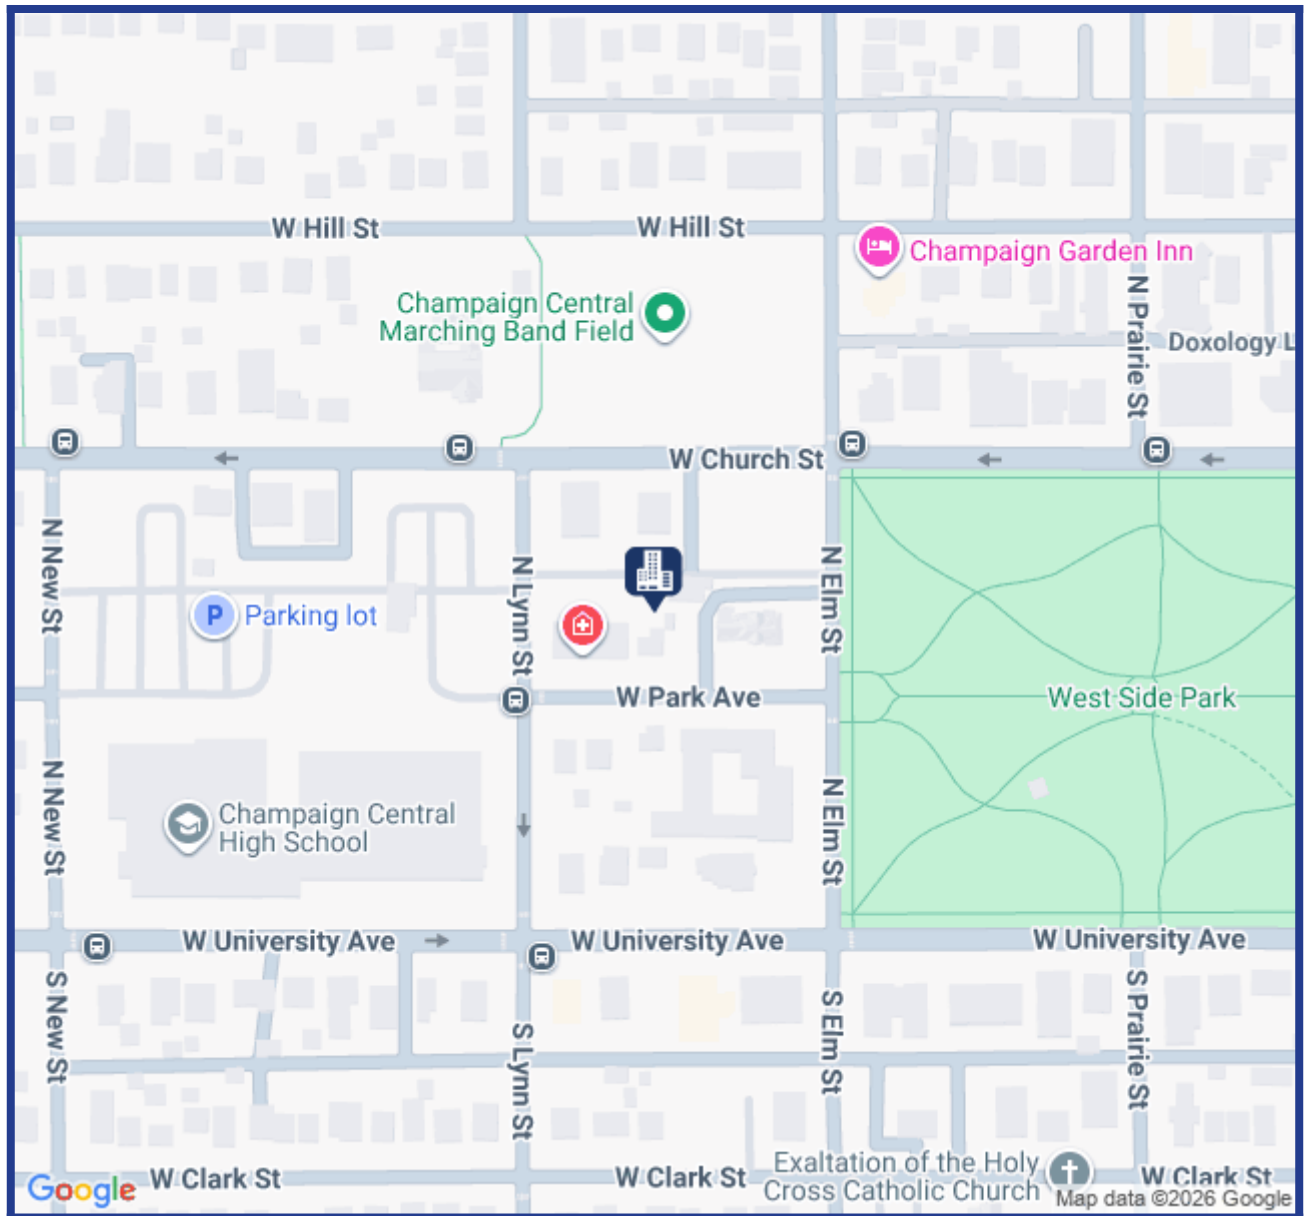 W Hill St
W Hill St
Champaign Garden Inn
Champaign Central
Marching Band Field
N Prairie St
Doxology L
W Church St
N New St
N Lynn St
N Elm St
P
Parking lot
W Park Ave
West Side Park
N New St
N Elm St
Champaign Central
High School
W University Ave
W University Ave
W University Ave
S New St
S Lynn St
S Elm St
S Prairie St
Exaltation of the Holy
Cross Catholic Church
W Clark St
W Clark St
W Clark St
Google
Map data ©2026 Google